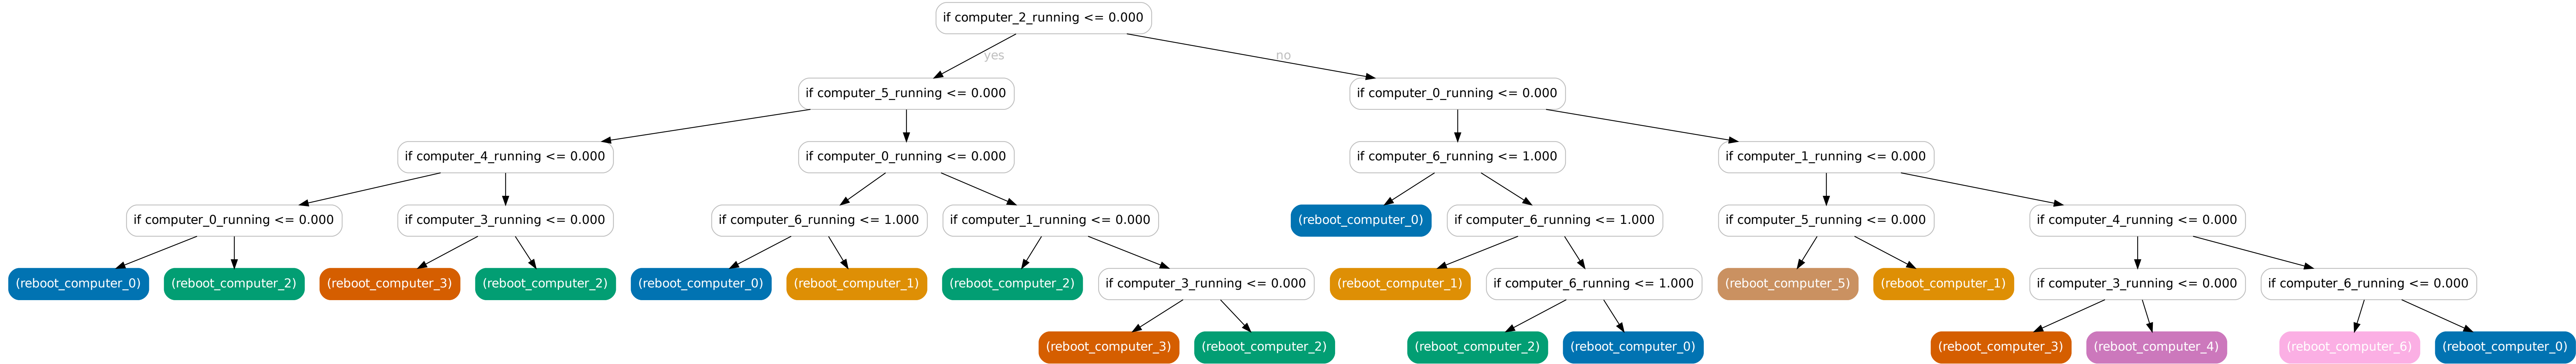 if computer_2_running <= 0.000
yes
no
if computer_5_running <= 0.000
if computer_0_running <= 0.000
if computer_4_running <= 0.000
if computer_0_running <= 0.000
if computer_6_running <= 1.000
if computer_1_running <= 0.000
if computer_0_running <= 0.000
if computer_3_running <= 0.000
if computer_6_running <= 1.000
if computer_1_running <= 0.000
(reboot_computer_0)
if computer_6_running <= 1.000
if computer_5_running <= 0.000
if computer_4_running <= 0.000
(reboot_computer_0)
(reboot_computer_2)
(reboot_computer_3)
(reboot_computer_2)
(reboot_computer_0)
(reboot_computer_1)
(reboot_computer_2)
if computer_3_running <= 0.000
(reboot_computer_1)
if computer_6_running <= 1.000
(reboot_computer_5)
(reboot_computer_1)
if computer_3_running <= 0.000
if computer_6_running <= 0.000
(reboot_computer_3)
(reboot_computer_2)
(reboot_computer_2)
(reboot_computer_0)
(reboot_computer_3)
(reboot_computer_4)
(reboot_computer_6)
(reboot_computer_0)